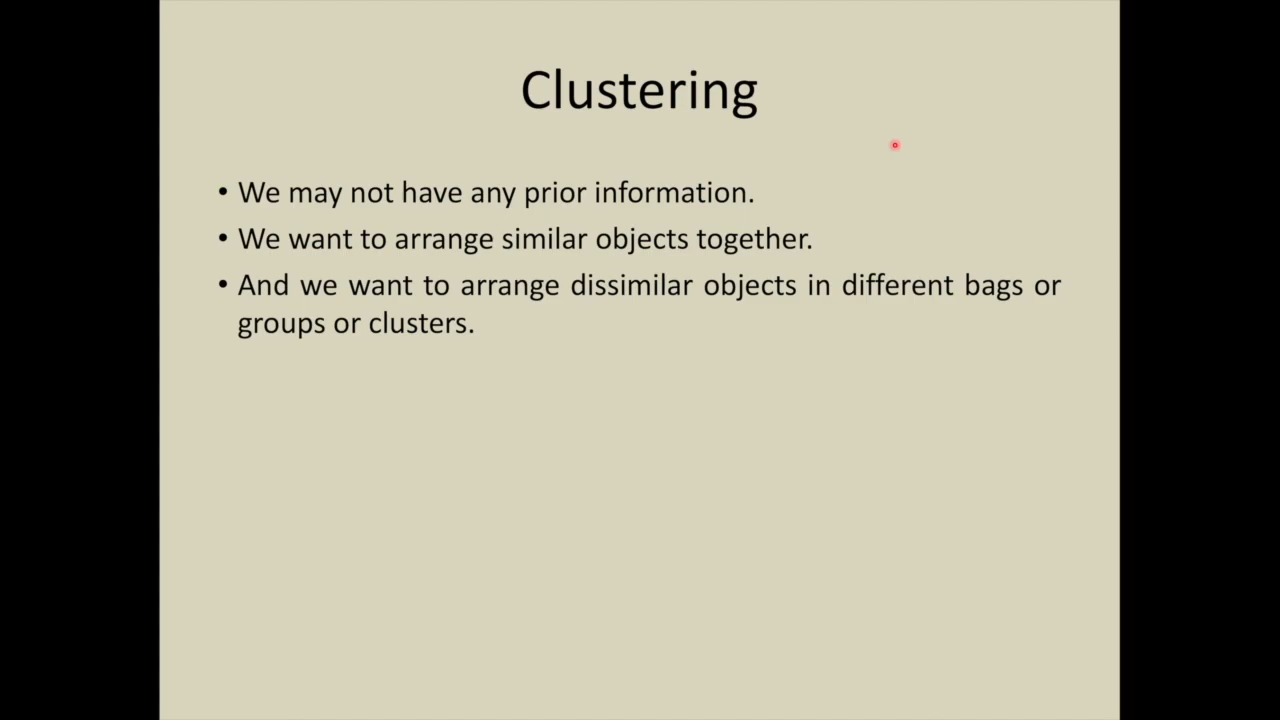 Clustering
• We may not have any prior information.
• We want to arrange similar objects together.
• And we want to arrange dissimilar objects in different bags or
groups or clusters.